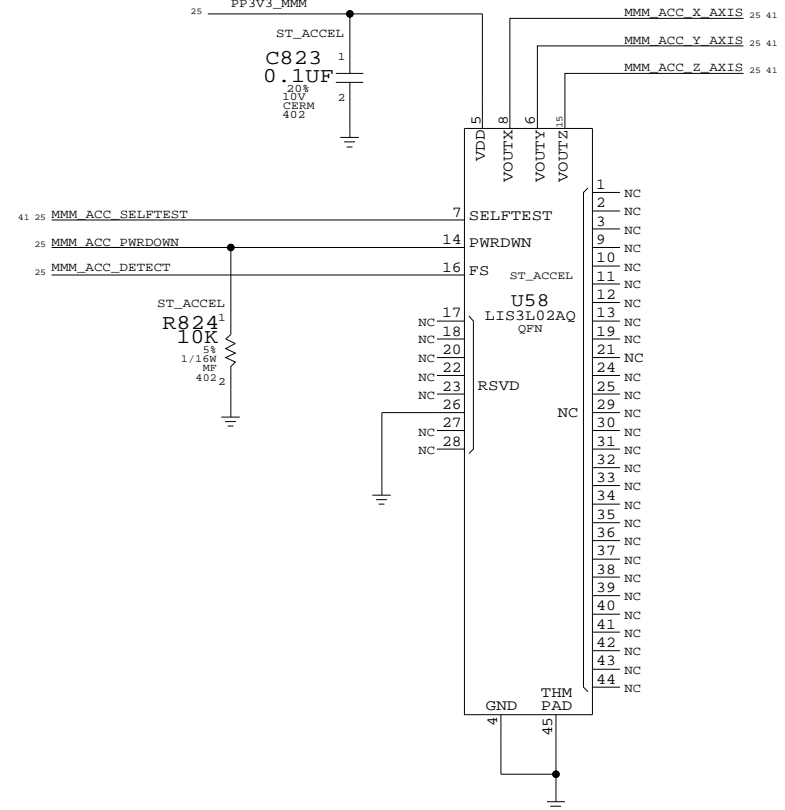 PP3V3_MMM
25
MMM_ACC_X_AXIS 25 41
MMM_ACC_Y_AXIS 25 41
MMM_ACC_Z_AXIS 25 41
ST_ACCEL
C823 1
0.1UF
20%
10V 2
CERM
402
5 8 6 15
VDD VOUTX VOUTY VOUTZ
41 25 MMM_ACC_SELFTEST 7 SELFTEST
25 MMM_ACC_PWRDOWN 14 PWRDWN
25 MMM_ACC_DETECT 16 FS
ST_ACCEL
U58
LIS3L02AQ
QFN
ST_ACCEL
R824 1
10K
5%
1/16W
MF
402 2
NC 17
NC 18
NC 20
NC 22
NC 23
26
NC 27
NC 28
RSVD
NC
1 NC
2 NC
3 NC
9 NC
10 NC
11 NC
12 NC
13 NC
19 NC
21 NC
24 NC
25 NC
29 NC
30 NC
31 NC
32 NC
33 NC
34 NC
35 NC
36 NC
37 NC
38 NC
39 NC
40 NC
41 NC
42 NC
43 NC
44 NC
THM
GND PAD
4 45